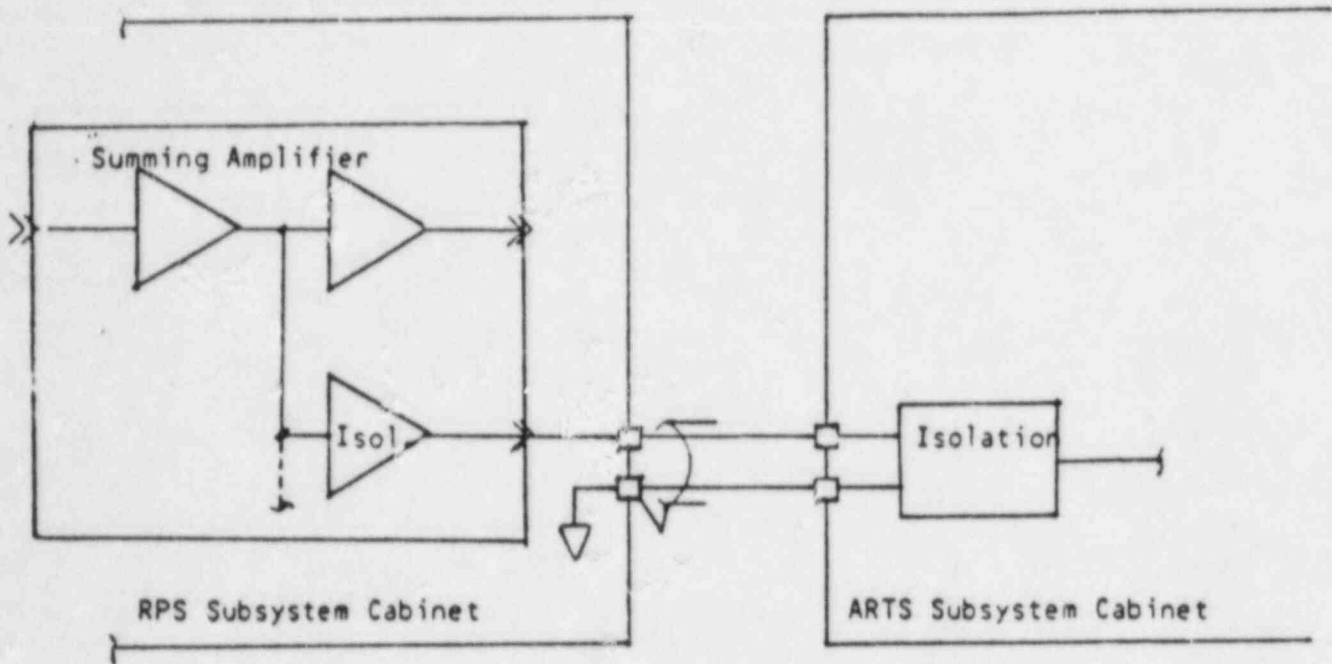 Summing Amplifier
Isol
Isolation
RPS Subsystem Cabinet
ARTS Subsystem Cabinet